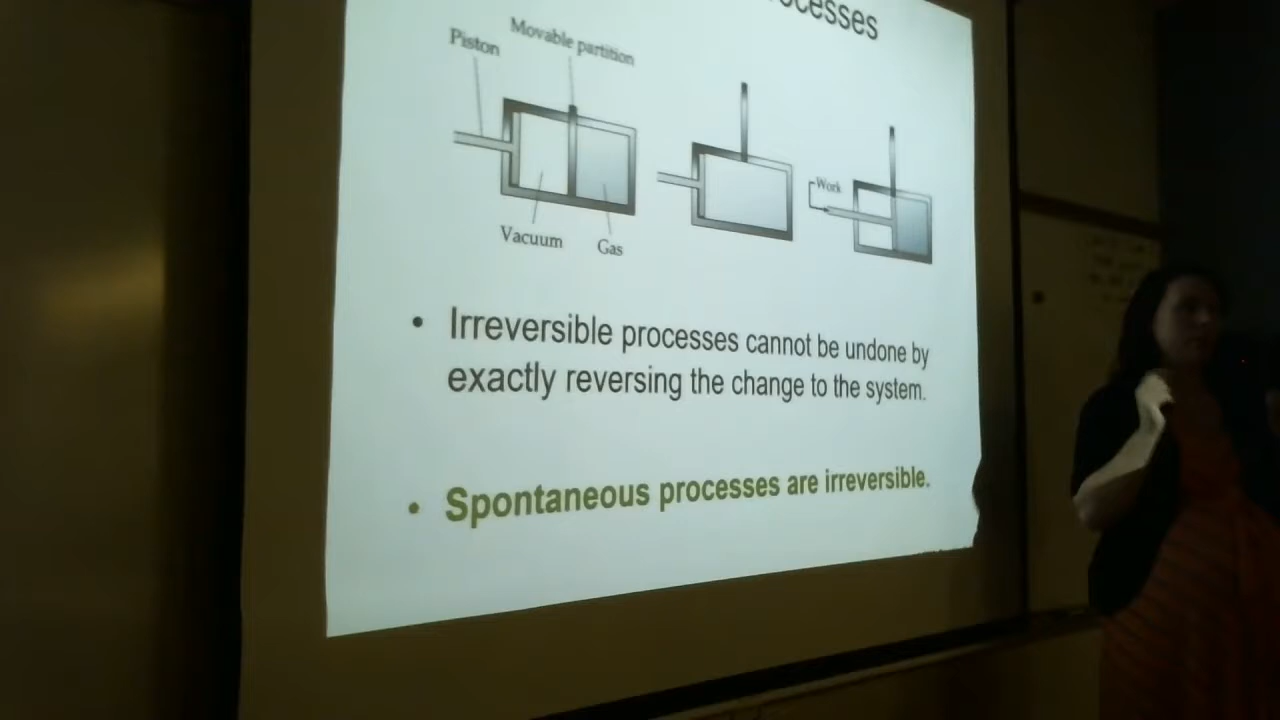 Piston
Movable partition
Work
Vacuum
Gas
• Irreversible processes cannot be undone by
exactly reversing the change to the system.
• Spontaneous processes are irreversible.